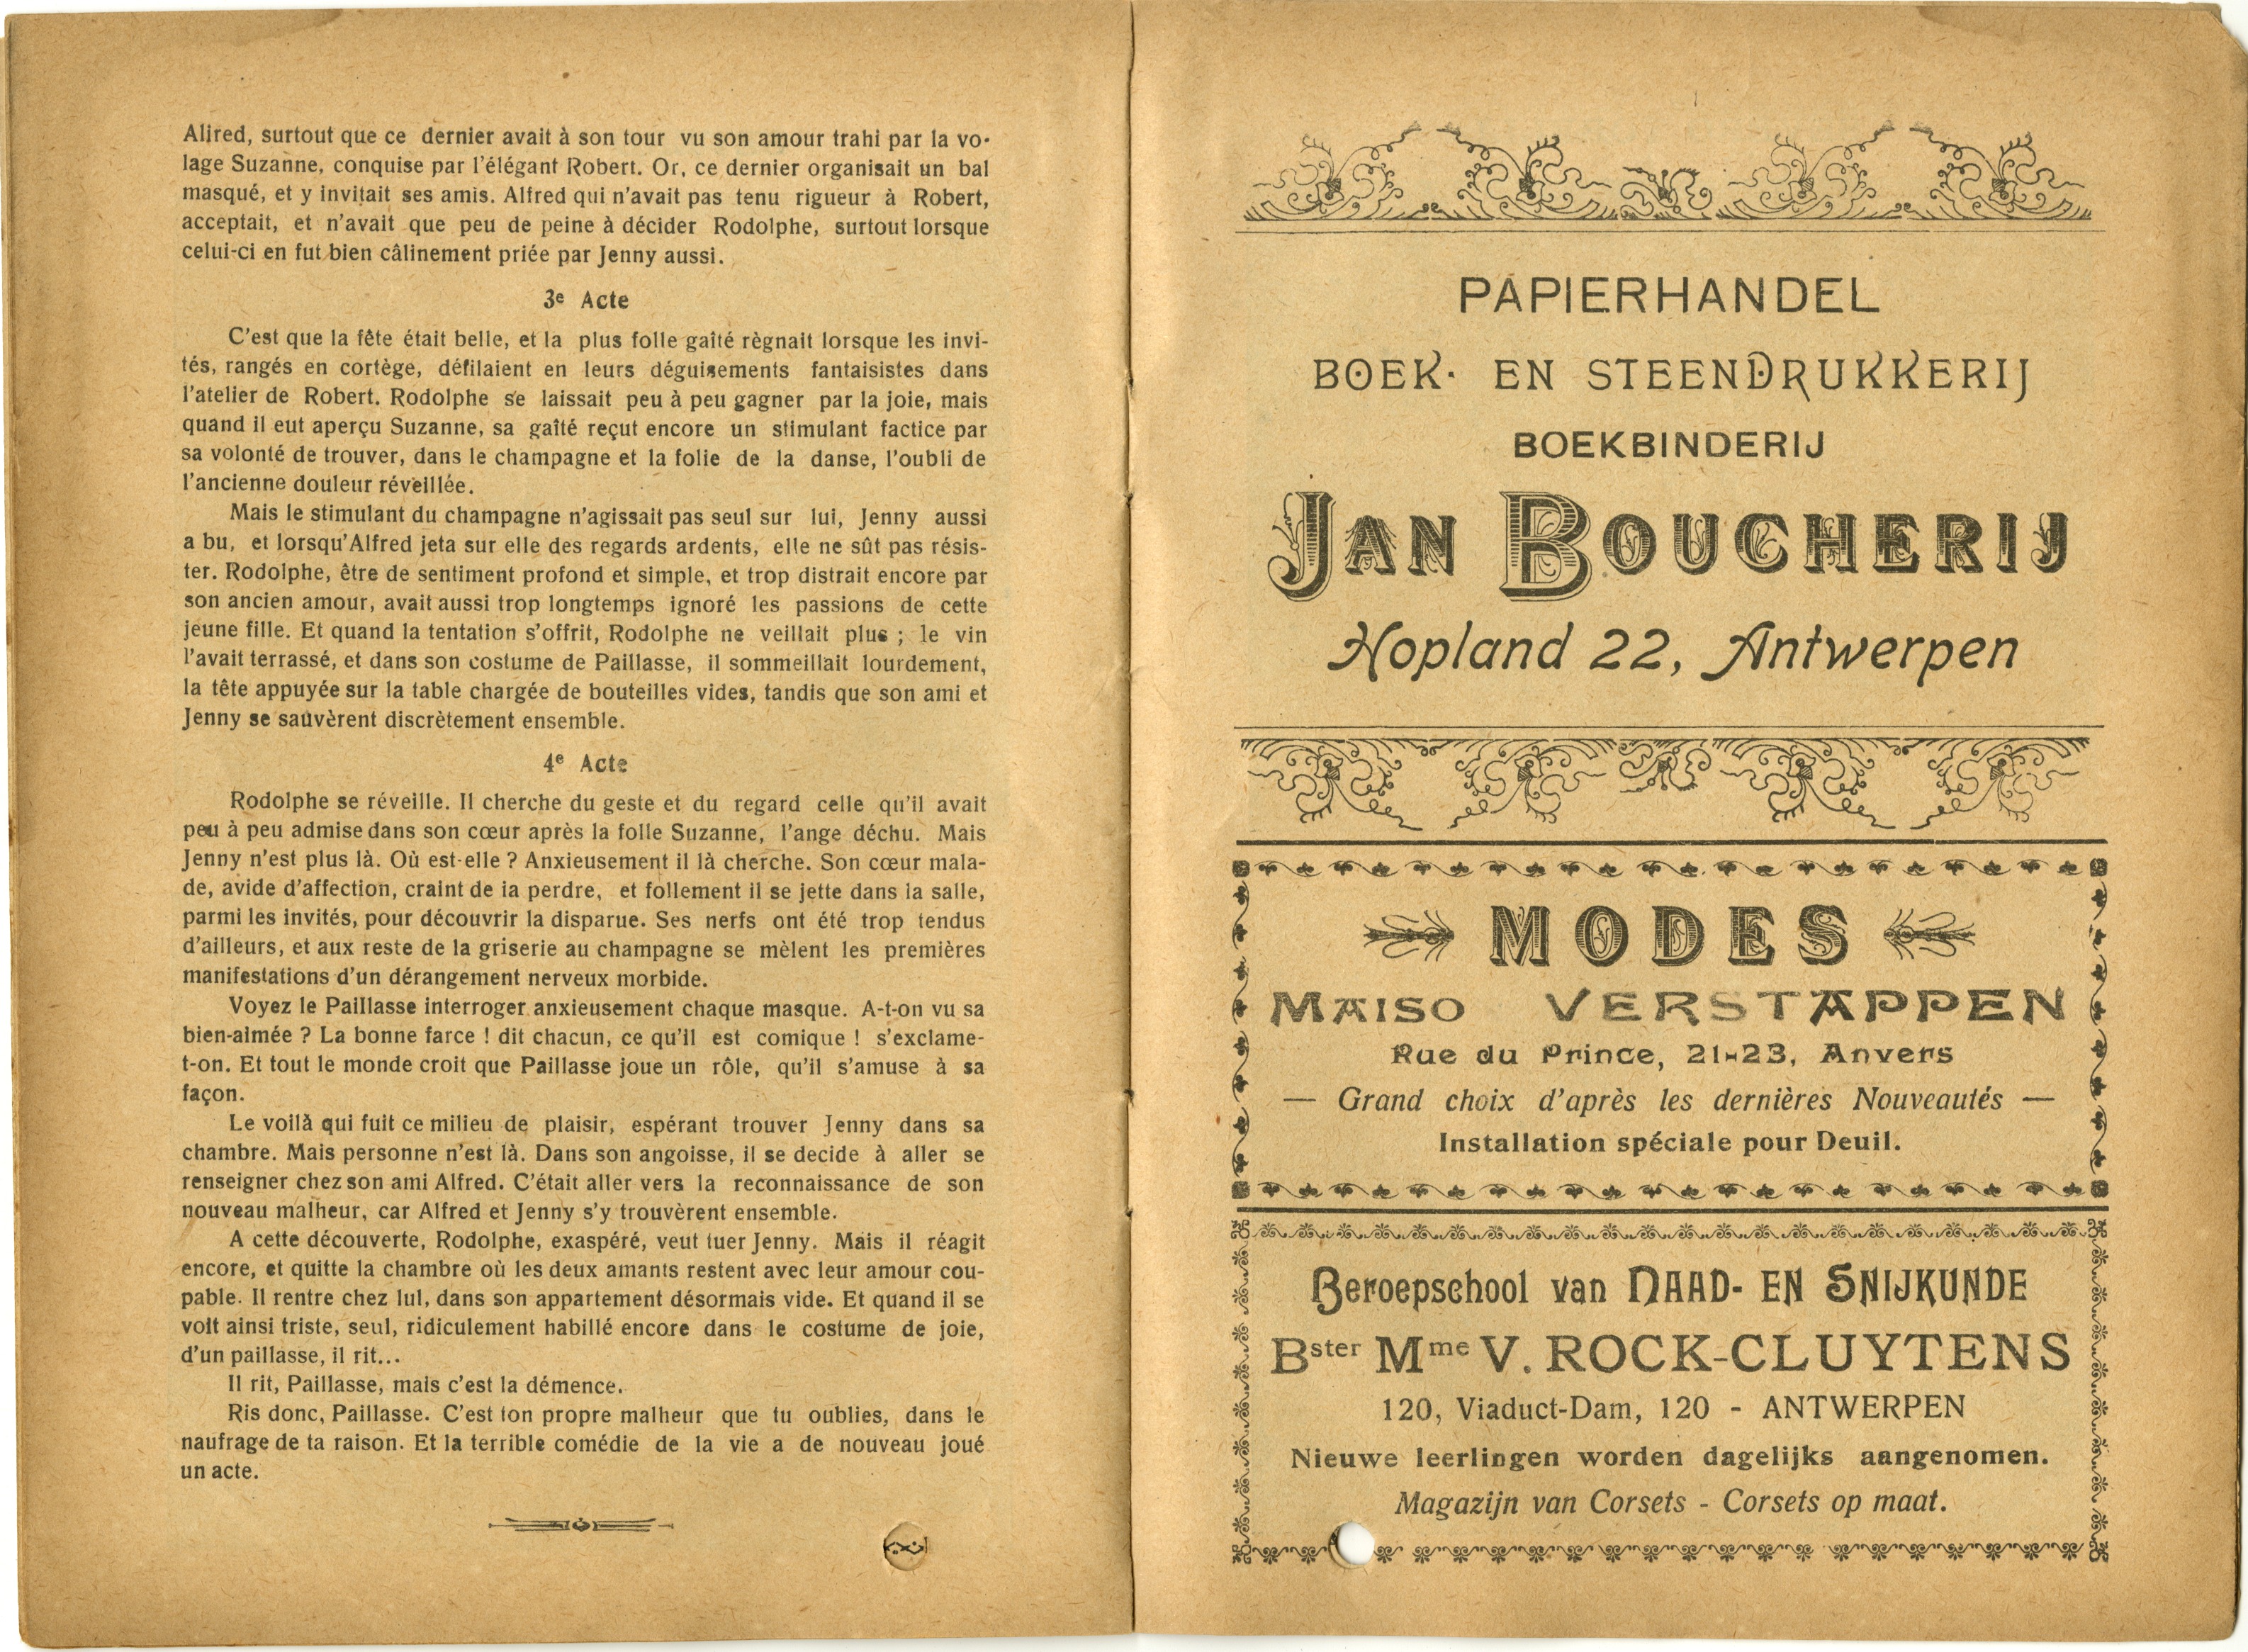 Alfred, surtout que ce dernier avait à son tour vu son amour trahi par la vo-
lage Suzanne, conquise par l'élégant Robert. Or, ce dernier organisait un bal
masqué, et y invitait ses amis. Alfred qui n'avait pas tenu rigueur à Robert,
acceptait, et n'avait que peu de peine à décider Rodolphe, surtout lorsque
celui-ci en fut bien câlinement priée par Jenny aussi.
3e Acte
C'est que la fête était belle, et la plus folle gaîté règnait lorsque les invi-
tés, rangés en cortège, défilaient en leurs déguisements fantaisistes dans
l'atelier de Robert. Rodolphe se laissait peu à peu gagner par la joie, mais
quand il eut aperçu Suzanne, sa gaîté reçut encore un stimulant factice par
sa volonté de trouver, dans le champagne et la folie de la danse, l'oubli de
l'ancienne douleur réveillée.
Mais le stimulant du champagne n'agissait pas seul sur lui, Jenny aussi
a bu, et lorsqu'Alfred jeta sur elle des regards ardents, elle ne sût pas résis-
ter. Rodolphe, être de sentiment profond et simple, et trop distrait encore par
son ancien amour, avait aussi trop longtemps ignoré les passions de cette
jeune fille. Et quand la tentation s'offrit, Rodolphe ne veillait plus ; le vin
l'avait terrassé, et dans son costume de Paillasse, il sommeillait lourdement,
la tête appuyée sur la table chargée de bouteilles vides, tandis que son ami et
Jenny se sauvèrent discrètement ensemble.
4e Acte
Rodolphe se réveille. Il cherche du geste et du regard celle qu'il avait
peu à peu admise dans son cœur après la folle Suzanne, l'ange déchu. Mais
Jenny n'est plus là. Où est-elle ? Anxieusement il là cherche. Son cœur mala-
de, avide d'affection, craint de la perdre, et follement il se jette dans la salle,
parmi les invités, pour découvrir la disparue. Ses nerfs ont été trop tendus
d'ailleurs, et aux reste de la griserie au champagne se mèlent les premières
manifestations d'un dérangement nerveux morbide.
Voyez le Paillasse interroger anxieusement chaque masque. A-t-on vu sa
bien-aimée ? La bonne farce ! dit chacun, ce qu'il est comique ! s'exclame-
t-on. Et tout le monde croit que Paillasse joue un rôle, qu'il s'amuse à sa
façon.
Le voilà qui fuit ce milieu de plaisir, espérant trouver Jenny dans sa
chambre. Mais personne n'est là. Dans son angoisse, il se decide à aller se
renseigner chez son ami Alfred. C'était aller vers la reconnaissance de son
nouveau malheur, car Alfred et Jenny s'y trouvèrent ensemble.
A cette découverte, Rodolphe, exaspéré, veut tuer Jenny. Mais il réagit
encore, et quitte la chambre où les deux amants restent avec leur amour cou-
pable. Il rentre chez lui, dans son appartement désormais vide. Et quand il se
voit ainsi triste, seul, ridiculement habillé encore dans le costume de joie,
d'un paillasse, il rit...
Il rit, Paillasse, mais c'est la démence.
Ris donc, Paillasse. C'est ton propre malheur que tu oublies, dans le
naufrage de ta raison. Et la terrible comédie de la vie a de nouveau joué
un acte.
PAPIERHANDEL
BOEK- EN STEENDRUKKERIJ
BOEKBINDERIJ
JAN BOUCHERIJ
Hopland 22, Antwerpen
MODES
MAISO VERSTAPPEN
Rue du Prince, 21-23, Anvers
— Grand choix d'après les dernières Nouveautés —
Installation spéciale pour Deuil.
Beroepschool van NAAD- EN SNIJKUNDE
Bster Mme V. ROCK-CLUYTENS
120, Viaduct-Dam, 120 - ANTWERPEN
Nieuwe leerlingen worden dagelijks aangenomen.
Magazijn van Corsets - Corsets op maat.